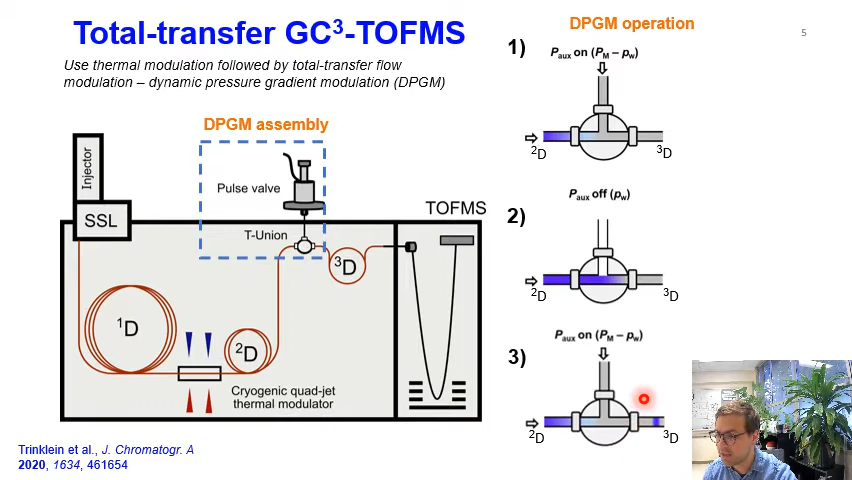 Total-transfer GC³-TOFMS
5
Use thermal modulation followed by total-transfer flow
modulation – dynamic pressure gradient modulation (DPGM)
DPGM assembly
Injector
SSL
Pulse valve
T-Union
TOFMS
¹D
²D
³D
Cryogenic quad-jet
thermal modulator
Trinklein et al., J. Chromatogr. A
2020, 1634, 461654
DPGM operation
1)
Paux on (PM – pw)
²D
³D
2)
Paux off (pw)
²D
³D
3)
Paux on (PM – pw)
²D
³D